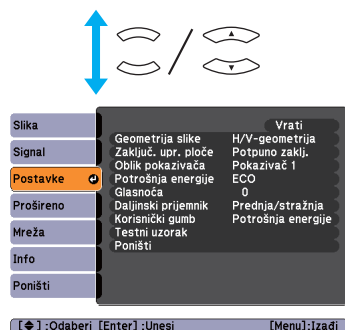 Slika
Signal
Postavke
Prošireno
Mreža
Info
Poništi
Vrati
Geometrija slike H/V-geometrija
Zaključ. upr. ploče Potpuno zaklj.
Oblik pokazivača Pokazivač 1
Potrošnja energije ECO
Glasnoća 0
Daljinski prijemnik Prednja/stražnja
Korisnički gumb Potrošnja energije
Testni uzorak
Poništi
[◆] :Odaberi [Enter] :Unesi [Menu]:Izađi